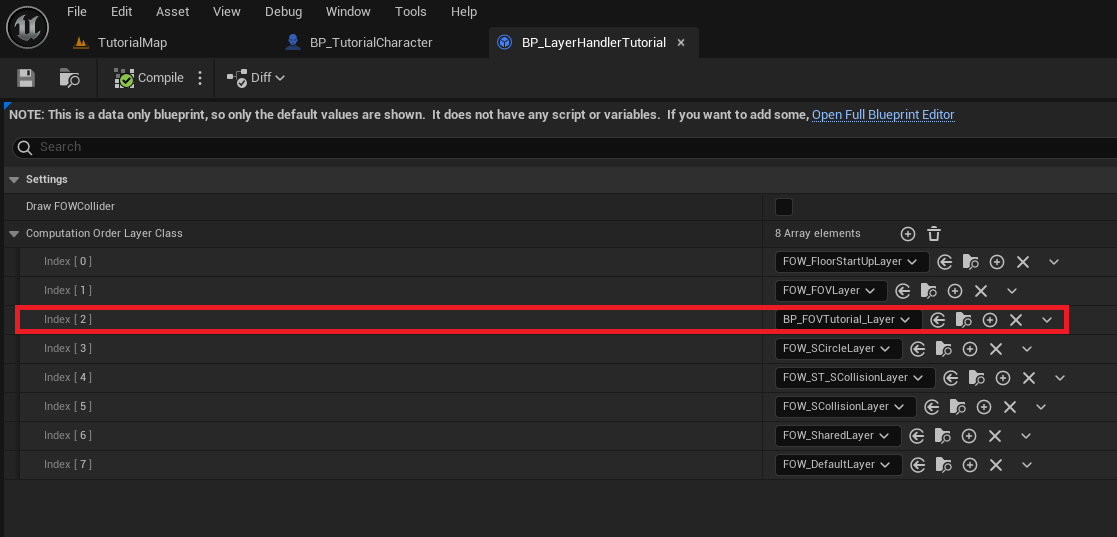 File Edit Asset View Debug Window Tools Help
TutorialMap BP_TutorialCharacter BP_LayerHandlerTutorial
Compile Diff
NOTE: This is a data only blueprint, so only the default values are shown. It does not have any script or variables. If you want to add some, Open Full Blueprint Editor
Search
Settings
Draw FOWCollider
Computation Order Layer Class 8 Array elements
Index [ 0 ] FOW_FloorStartUpLayer
Index [ 1 ] FOW_FOVLayer
Index [ 2 ] BP_FOVTutorial_Layer
Index [ 3 ] FOW_SCircleLayer
Index [ 4 ] FOW_ST_SCollisionLayer
Index [ 5 ] FOW_SCollisionLayer
Index [ 6 ] FOW_SharedLayer
Index [ 7 ] FOW_DefaultLayer